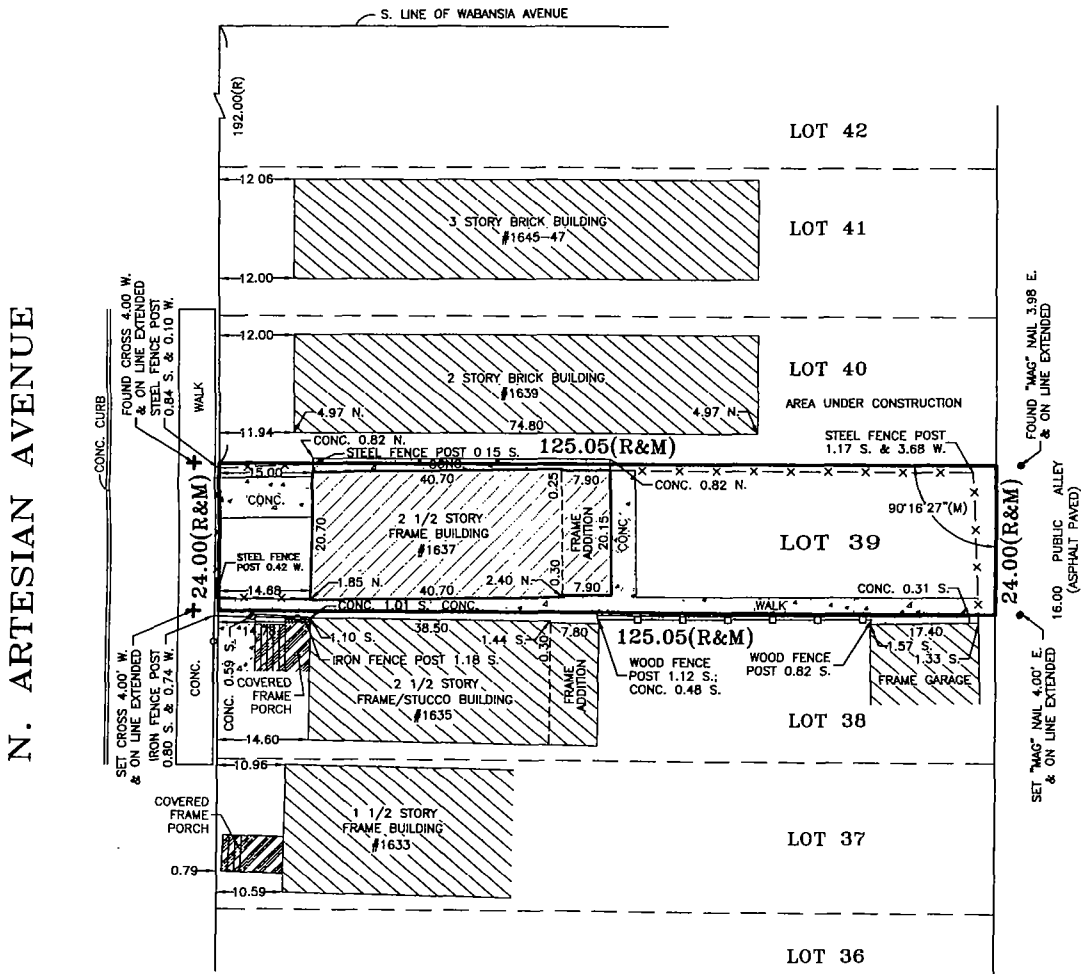 S. LINE OF WABANSIA AVENUE
192.00(R)
LOT 42
12.06
3 STORY BRICK BUILDING
#1645-47
LOT 41
12.00
12.00
2 STORY BRICK BUILDING
#1639
LOT 40
AREA UNDER CONSTRUCTION
4.97 N.
74.80
4.97 N.
11.94
N. ARTESIAN AVENUE
CONC. CURB
WALK
FOUND CROSS 4.00 W.
& ON LINE EXTENDED
STEEL FENCE POST
0.84 S. & 0.10 W.
FOUND "MAG" NAIL 3.98 E.
& ON LINE EXTENDED
CONC. 0.82 N.
STEEL FENCE POST 0.15 S.
125.05(R&M)
STEEL FENCE POST
1.17 S. & 3.68 W.
15.00
CONC.
40.70
0.25
7.90
CONC. 0.82 N.
90°16'27"(M)
CONC.
24.00(R&M)
20.70
2 1/2 STORY
FRAME BUILDING
#1637
FRAME
ADDITION
20.15
CONC.
LOT 39
24.00(R&M)
16.00 PUBLIC ALLEY
(ASPHALT PAVED)
STEEL FENCE
POST 0.42 W.
14.68
1.85 N.
40.70
2.40 N.
0.30
7.90
CONC. 0.31 S.
WALK
CONC. 1.01 S.
CONC.
SET CROSS 4.00' W.
& ON LINE EXTENDED
IRON FENCE POST
0.80 S. & 0.74 W.
CONC.
CONC. 0.59 S.
1.10 S.
38.50
1.44 S.
0.30
7.80
125.05(R&M)
17.40
1.57 S.
1.33 S.
IRON FENCE POST 1.18 S.
COVERED
FRAME
PORCH
2 1/2 STORY
FRAME/STUCCO BUILDING
#1635
FRAME
ADDITION
WOOD FENCE
POST 1.12 S.;
CONC. 0.48 S.
WOOD FENCE
POST 0.82 S.
FRAME GARAGE
SET "MAG" NAIL 4.00' E.
& ON LINE EXTENDED
14.60
LOT 38
10.96
COVERED
FRAME
PORCH
1 1/2 STORY
FRAME BUILDING
#1633
LOT 37
0.79
10.59
LOT 36